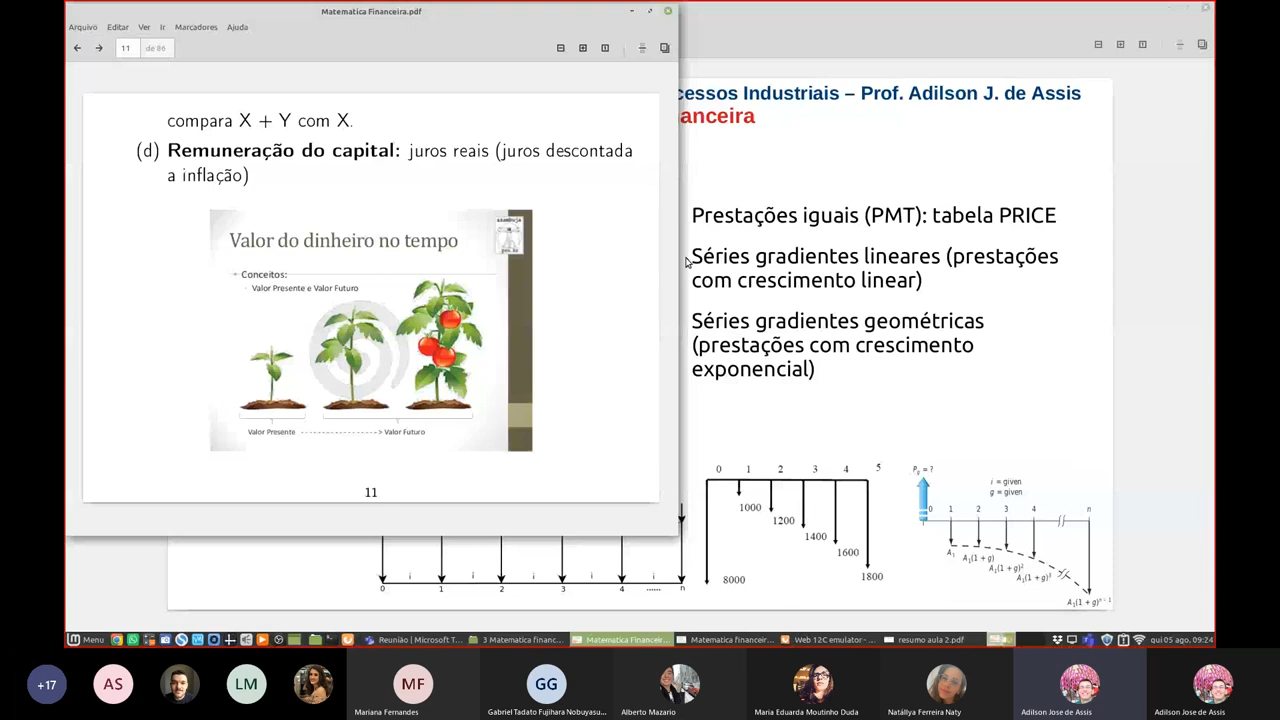 Matematica Financeira.pdf
Arquivo Editar Ver Ir Marcadores Ajuda
11 de 86
compara X + Y com X.
(d) Remuneração do capital: juros reais (juros descontada
a inflação)
azambuja
Valor do dinheiro no tempo
Conceitos:
Valor Presente e Valor Futuro
Valor Presente -----------------> Valor Futuro
11
cessos Industriais – Prof. Adilson J. de Assis
anceira
Prestações iguais (PMT): tabela PRICE
Séries gradientes lineares (prestações
com crescimento linear)
Séries gradientes geométricas
(prestações com crescimento
exponencial)
i i i i i
0 1 2 3 4 ...... n
0 1 2 3 4 5
1000
1200
1400
1600
8000 1800
Pg = ?
i = given
g = given
0 1 2 3 4 n
A1
A1(1 + g)
A1(1 + g)²
A1(1 + g)³
A1(1 + g)ⁿ⁻¹
Menu Reunião | Microsoft T... 3 Matematica financ... Matematica Financeir... Matematica financeir... Web 12C emulator - ... resumo aula 2.pdf qui 05 ago, 09:24
+17 AS LM MF GG
Mariana Fernandes Gabriel Tadato Fujihara Nobuyasu... Alberto Mazario Maria Eduarda Moutinho Duda Natállya Ferreira Naty Adilson Jose de Assis Adilson Jose de Assis